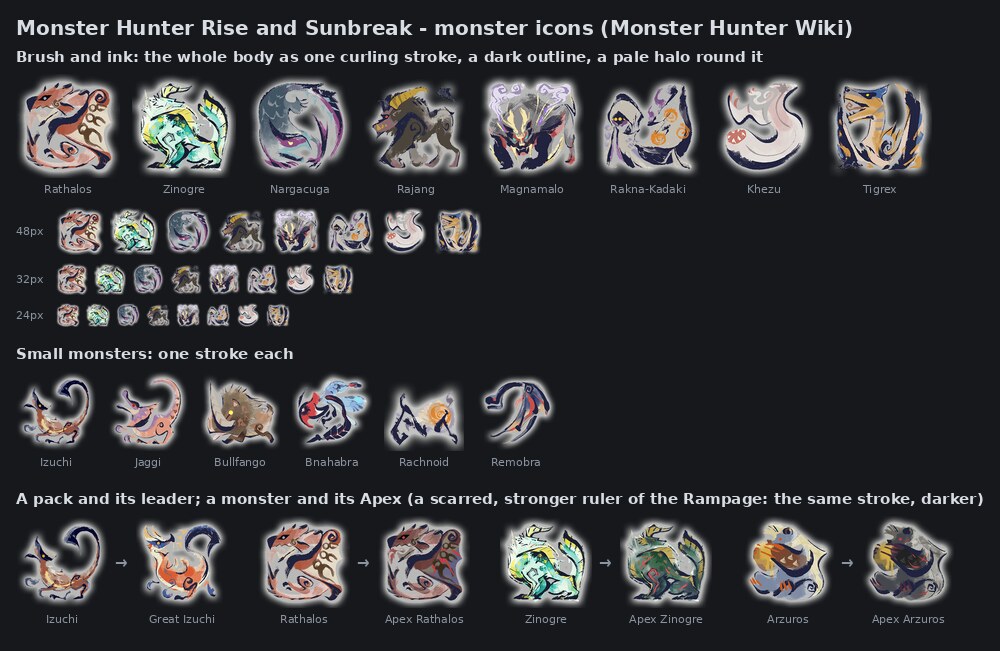 Monster Hunter Rise and Sunbreak - monster icons (Monster Hunter Wiki)
Brush and ink: the whole body as one curling stroke, a dark outline, a pale halo round it
Rathalos Zinogre Nargacuga Rajang Magnamalo Rakna-Kadaki Khezu Tigrex
48px
32px
24px
Small monsters: one stroke each
Izuchi Jaggi Bullfango Bnahabra Rachnoid Remobra
A pack and its leader; a monster and its Apex (a scarred, stronger ruler of the Rampage: the same stroke, darker)
→ → → →
Izuchi Great Izuchi Rathalos Apex Rathalos Zinogre Apex Zinogre Arzuros Apex Arzuros